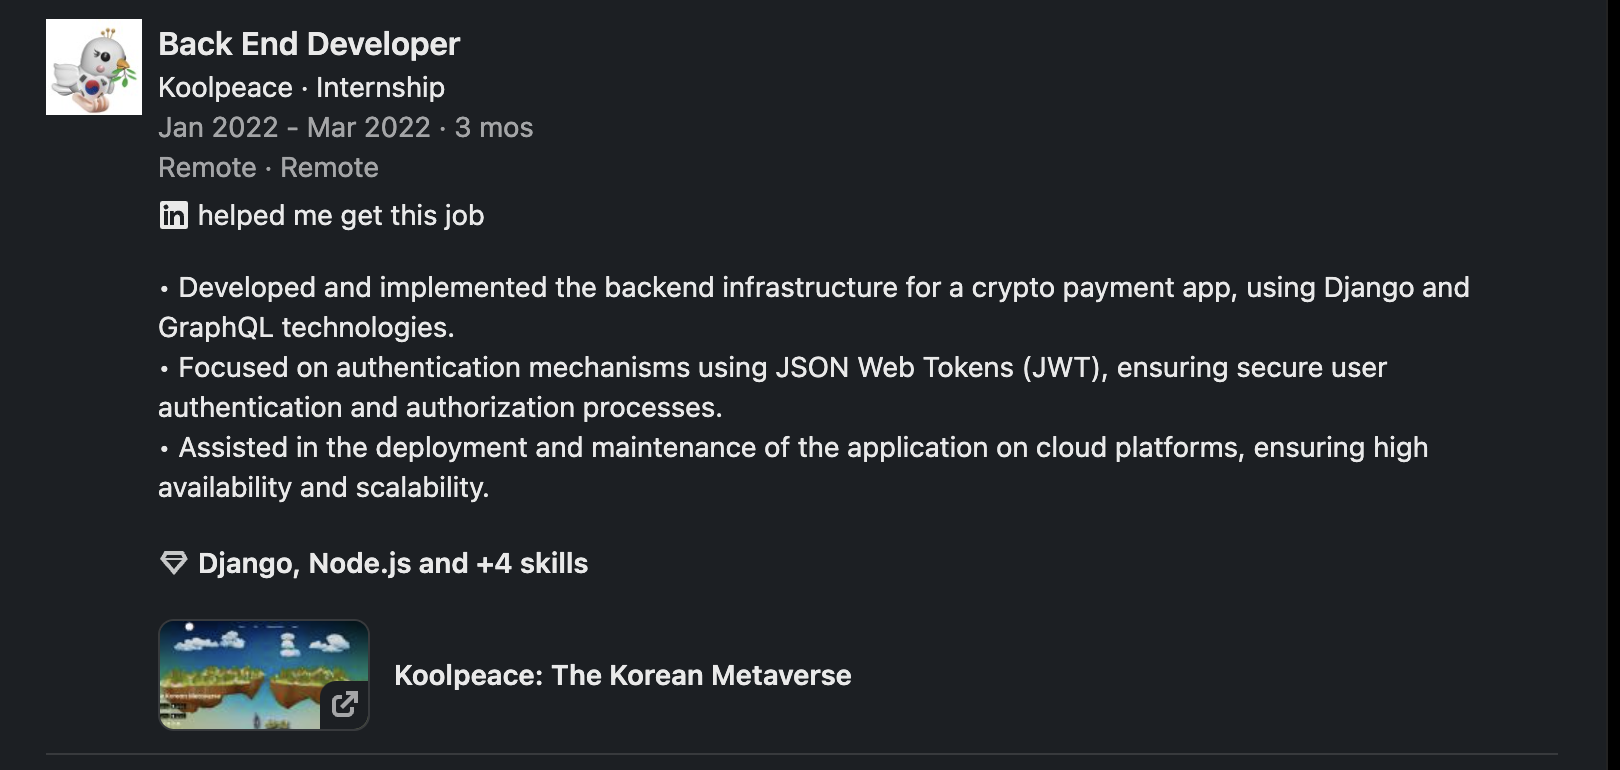 Back End Developer
Koolpeace · Internship
Jan 2022 - Mar 2022 · 3 mos
Remote · Remote
in helped me get this job
• Developed and implemented the backend infrastructure for a crypto payment app, using Django and
GraphQL technologies.
• Focused on authentication mechanisms using JSON Web Tokens (JWT), ensuring secure user
authentication and authorization processes.
• Assisted in the deployment and maintenance of the application on cloud platforms, ensuring high
availability and scalability.
Django, Node.js and +4 skills
Koolpeace: The Korean Metaverse